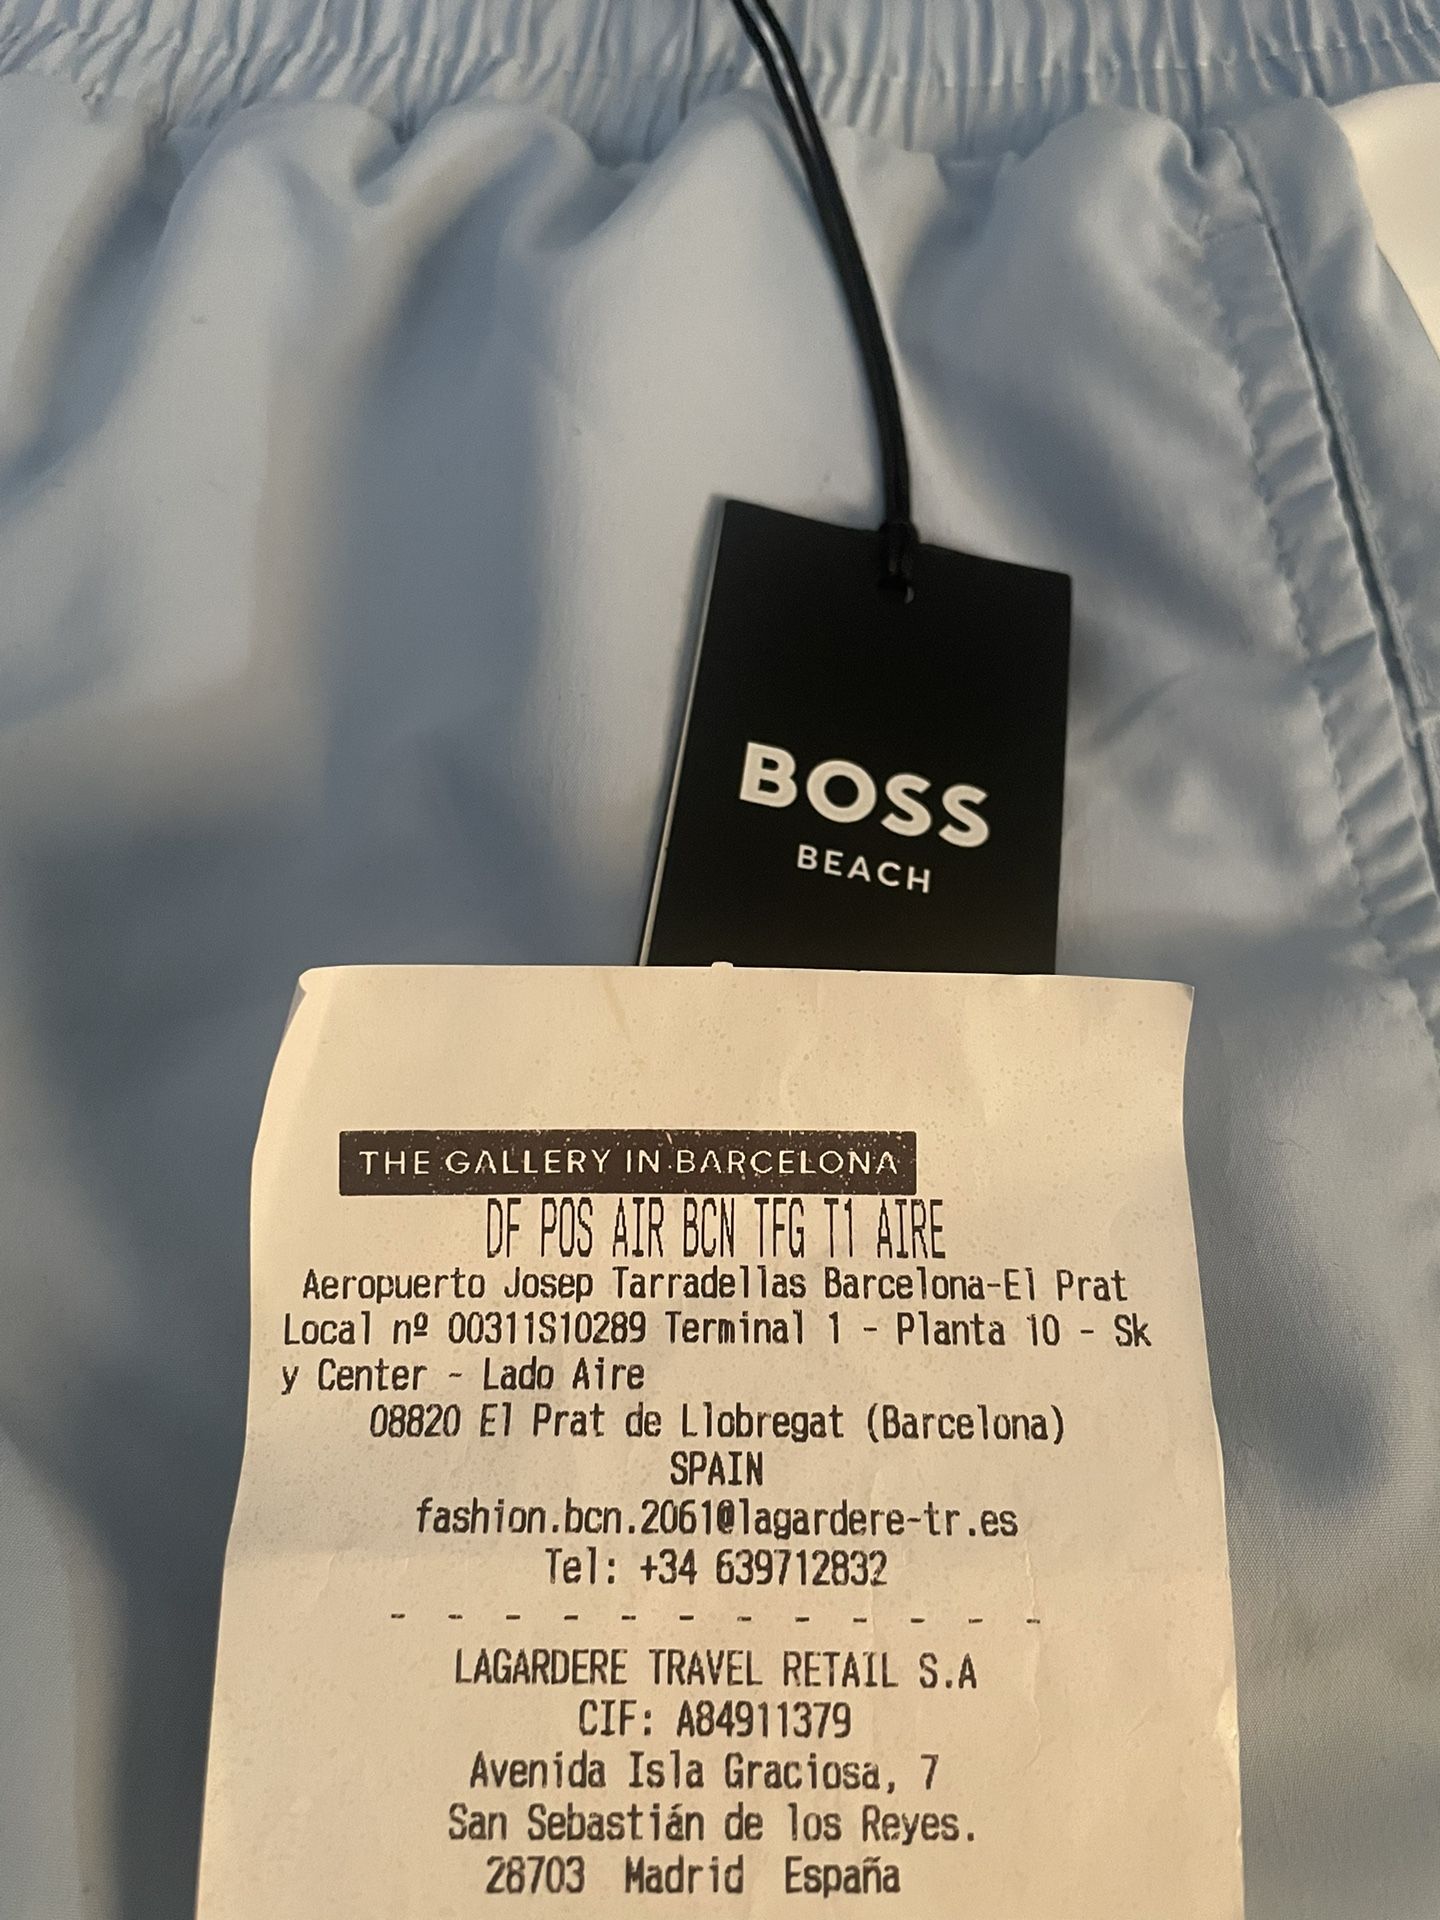 BOSS
BEACH
THE GALLERY IN BARCELONA
DF POS AIR BCN TFG T1 AIRE
Aeropuerto Josep Tarradellas Barcelona-El Prat
Local nº 00311S10289 Terminal 1 - Planta 10 - Sk
y Center - Lado Aire
08820 El Prat de Llobregat (Barcelona)
SPAIN
fashion.bcn.2061@lagardere-tr.es
Tel: +34 639712832
- - - - - - - - - - - -
LAGARDERE TRAVEL RETAIL S.A
CIF: A84911379
Avenida Isla Graciosa, 7
San Sebastián de los Reyes.
28703 Madrid España